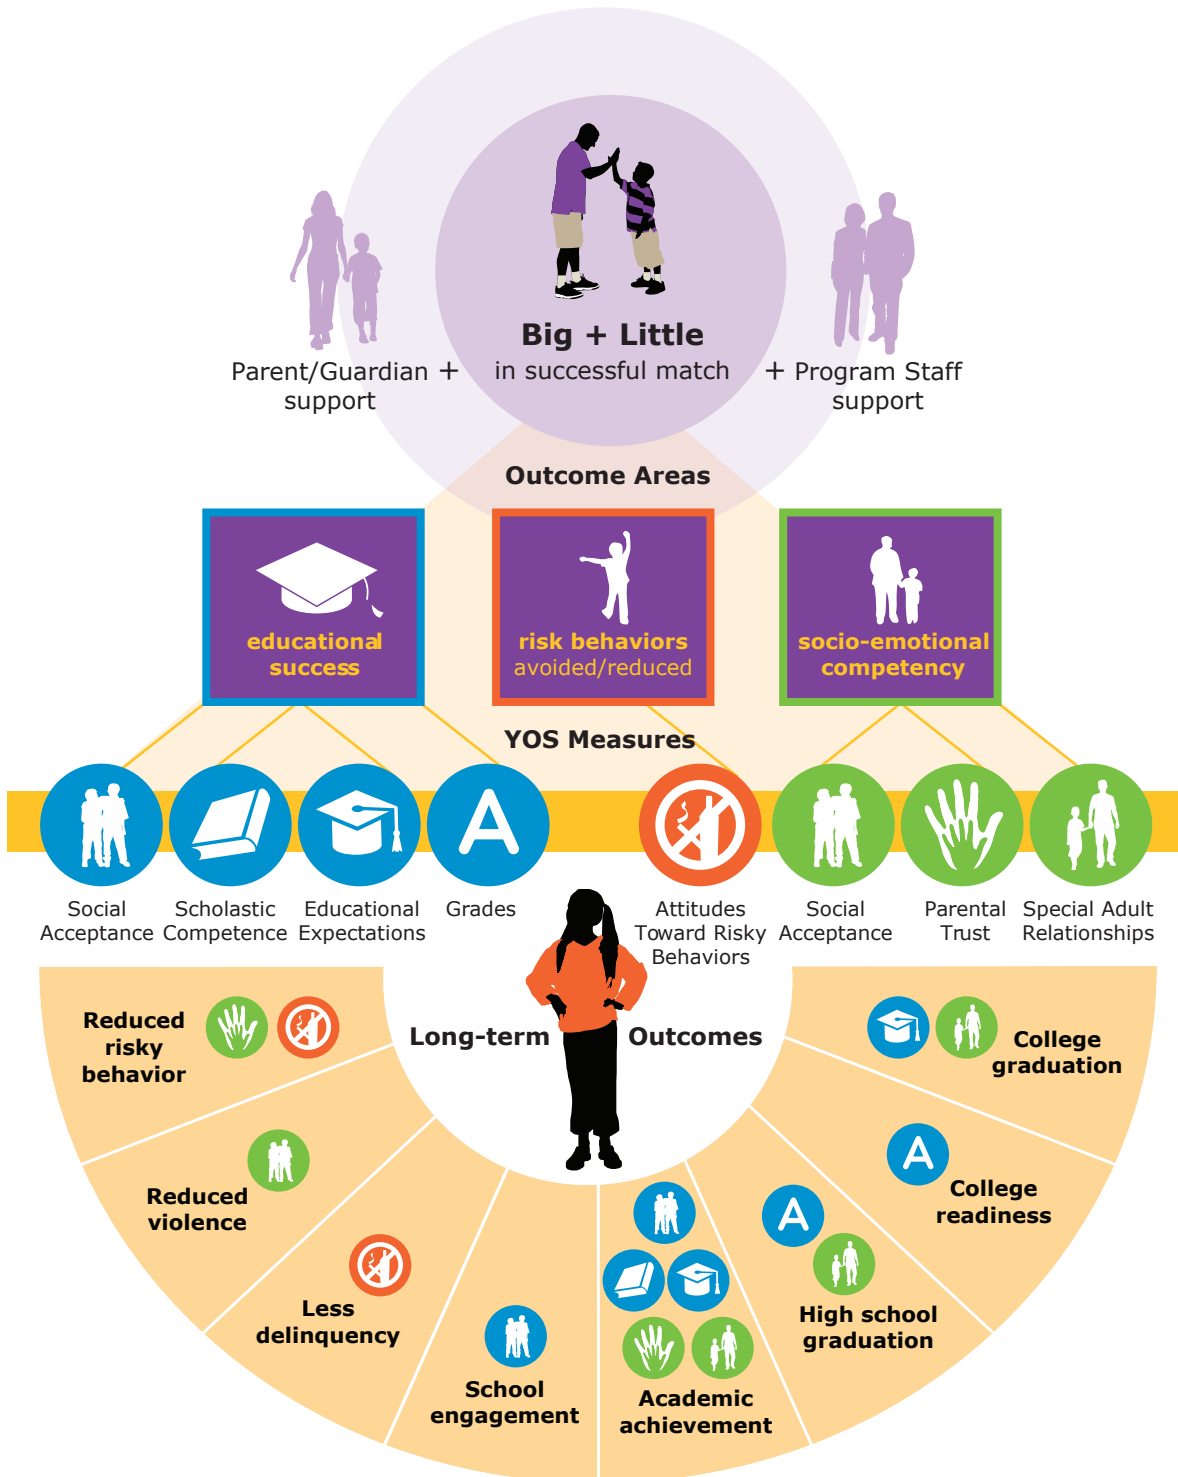 Big + Little
in successful match
Parent/Guardian +
support
+ Program Staff
support
Outcome Areas
educational
success
risk behaviors
avoided/reduced
socio-emotional
competency
YOS Measures
A
Social
Acceptance
Scholastic
Competence
Educational
Expectations
Grades
Attitudes
Toward Risky
Behaviors
Social
Acceptance
Parental
Trust
Special Adult
Relationships
Long-term Outcomes
Reduced
risky
behavior
Reduced
violence
Less
delinquency
School
engagement
Academic
achievement
A
High school
graduation
A
College
readiness
College
graduation